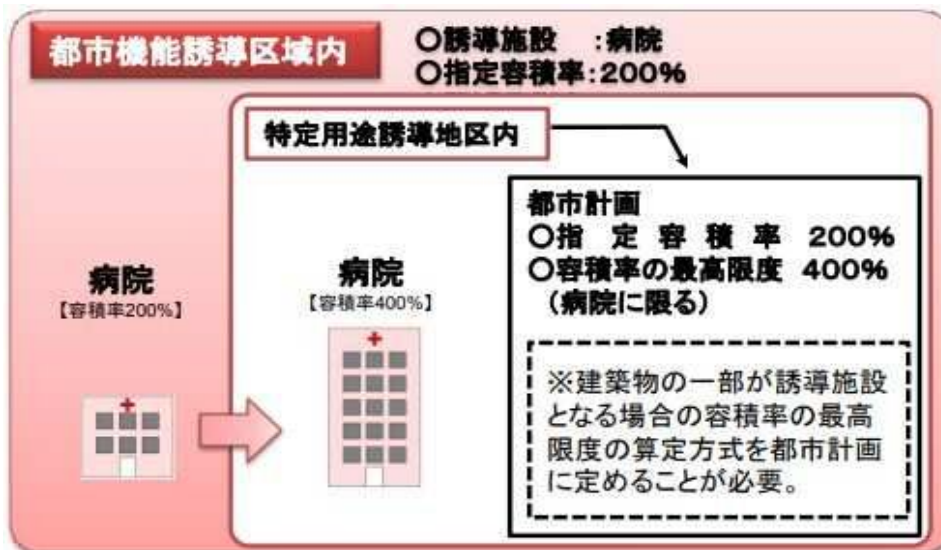 都市機能誘導区域内
〇誘導施設 :病院
〇指定容積率:200%
特定用途誘導地区内
都市計画
〇指 定 容 積 率 200%
〇容積率の最高限度 400%
(病院に限る)
病院
【容積率200%】
病院
【容積率400%】
※建築物の一部が誘導施設
となる場合の容積率の最高
限度の算定方式を都市計画
に定めることが必要。